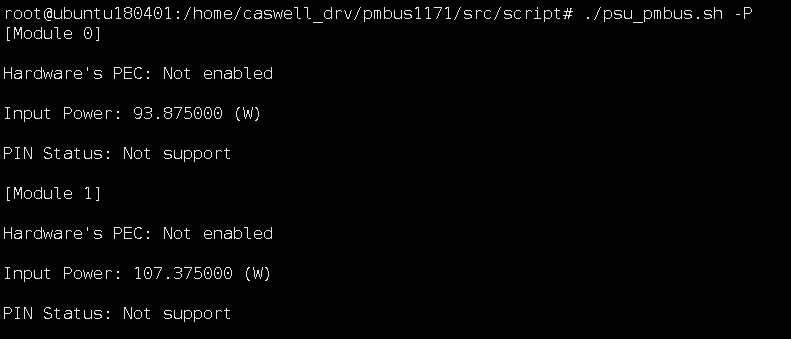 root@ubuntu180401:/home/caswell_drv/pmbus1171/src/script# ./psu_pmbus.sh -P
[Module 0]
Hardware's PEC: Not enabled
Input Power: 93.875000 (W)
PIN Status: Not support
[Module 1]
Hardware's PEC: Not enabled
Input Power: 107.375000 (W)
PIN Status: Not support